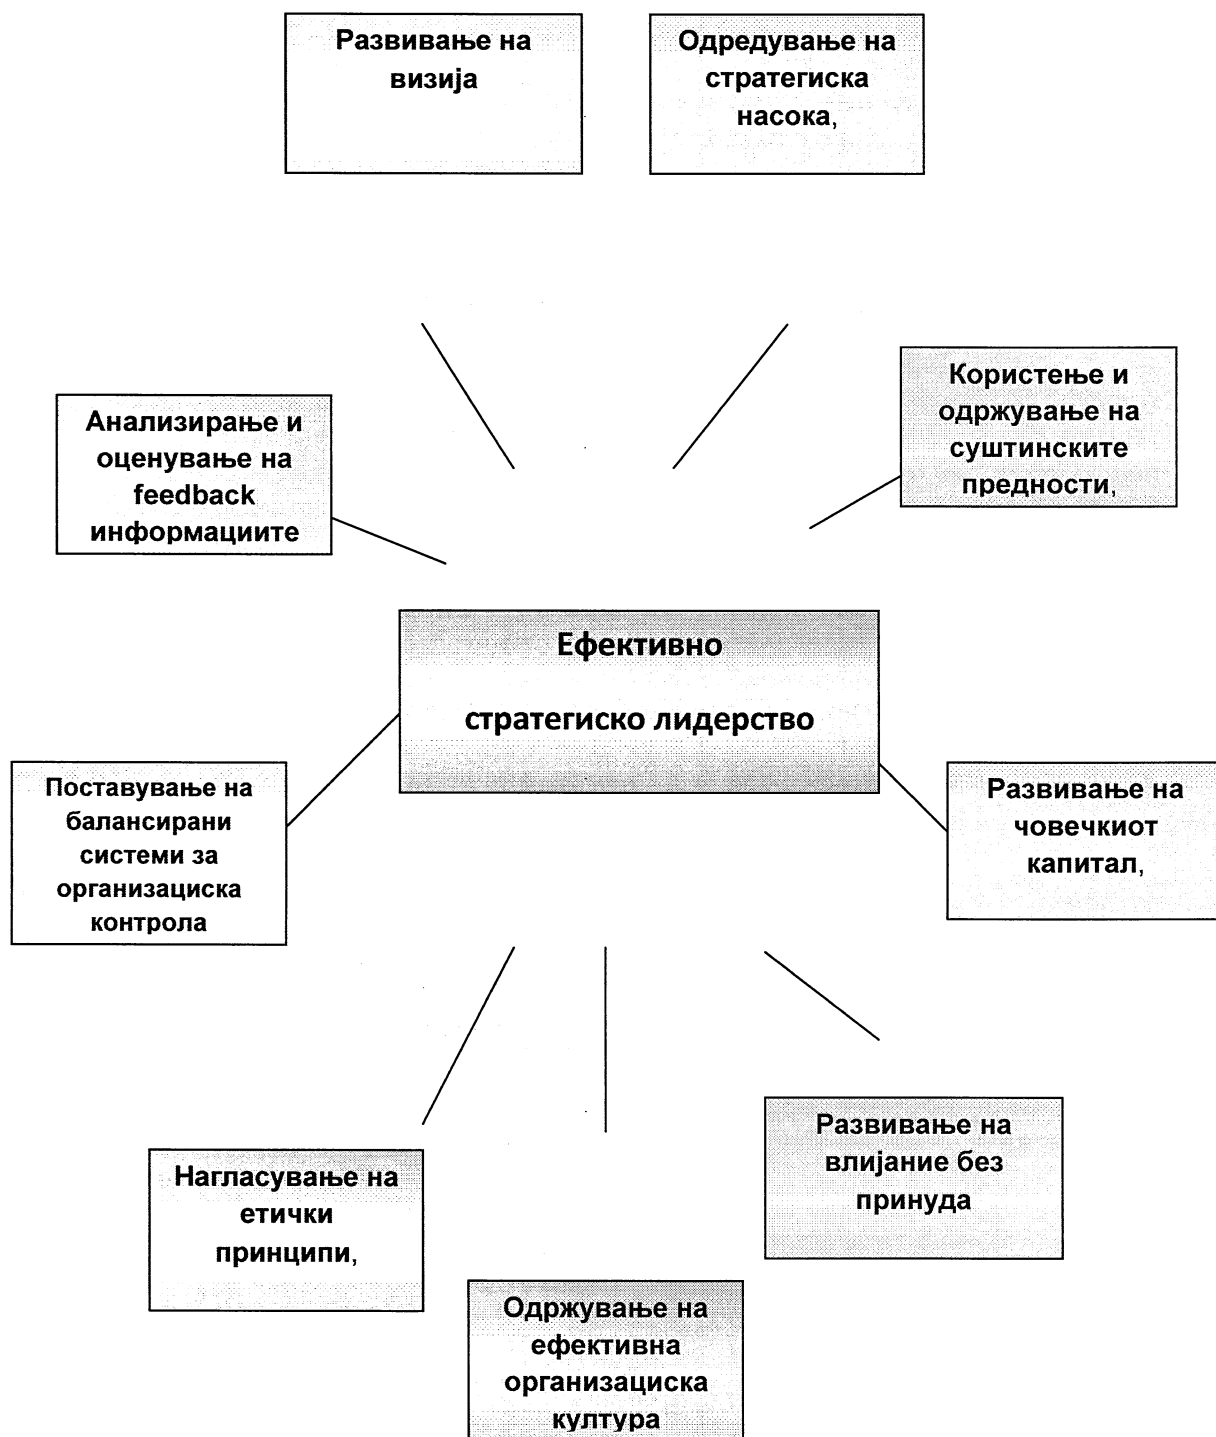 Развивање на
визија
Одредување на
стратегиска
насока,
Анализирање и
оценување на
feedback
информациите
Користење и
одржување на
суштинските
предности,
Ефективно
стратегиско лидерство
Поставување на
балансирани
системи за
организациска
контрола
Развивање на
човечкиот
капитал,
Нагласување на
етички
принципи,
Развивање на
влијание без
принуда
Одржување на
ефективна
организациска
култура